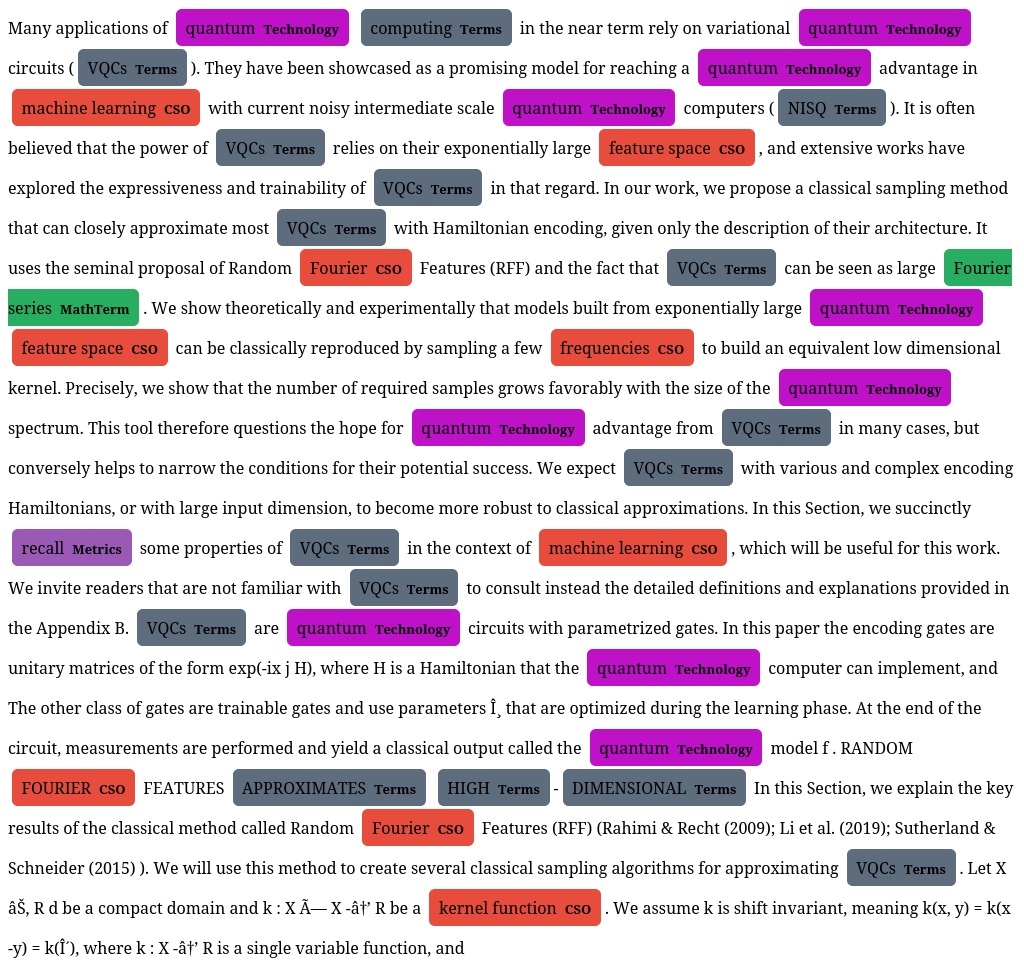 Many applications of quantum Technology computing Terms in the near term rely on variational quantum Technology
circuits ( VQCs Terms ). They have been showcased as a promising model for reaching a quantum Technology advantage in
machine learning CSO with current noisy intermediate scale quantum Technology computers ( NISQ Terms ). It is often
believed that the power of VQCs Terms relies on their exponentially large feature space CSO , and extensive works have
explored the expressiveness and trainability of VQCs Terms in that regard. In our work, we propose a classical sampling method
that can closely approximate most VQCs Terms with Hamiltonian encoding, given only the description of their architecture. It
uses the seminal proposal of Random Fourier CSO Features (RFF) and the fact that VQCs Terms can be seen as large Fourier
series MathTerm . We show theoretically and experimentally that models built from exponentially large quantum Technology
feature space CSO can be classically reproduced by sampling a few frequencies CSO to build an equivalent low dimensional
kernel. Precisely, we show that the number of required samples grows favorably with the size of the quantum Technology
spectrum. This tool therefore questions the hope for quantum Technology advantage from VQCs Terms in many cases, but
conversely helps to narrow the conditions for their potential success. We expect VQCs Terms with various and complex encoding
Hamiltonians, or with large input dimension, to become more robust to classical approximations. In this Section, we succinctly
recall Metrics some properties of VQCs Terms in the context of machine learning CSO , which will be useful for this work.
We invite readers that are not familiar with VQCs Terms to consult instead the detailed definitions and explanations provided in
the Appendix B. VQCs Terms are quantum Technology circuits with parametrized gates. In this paper the encoding gates are
unitary matrices of the form exp(-ix j H), where H is a Hamiltonian that the quantum Technology computer can implement, and
The other class of gates are trainable gates and use parameters Î¸ that are optimized during the learning phase. At the end of the
circuit, measurements are performed and yield a classical output called the quantum Technology model f . RANDOM
FOURIER CSO FEATURES APPROXIMATES Terms HIGH Terms - DIMENSIONAL Terms In this Section, we explain the key
results of the classical method called Random Fourier CSO Features (RFF) (Rahimi & Recht (2009); Li et al. (2019); Sutherland &
Schneider (2015) ). We will use this method to create several classical sampling algorithms for approximating VQCs Terms . Let X
âŠ‚ R d be a compact domain and k : X Ã— X -â†’ R be a kernel function CSO . We assume k is shift invariant, meaning k(x, y) = k(x
-y) = k(Î´), where k : X -â†’ R is a single variable function, and